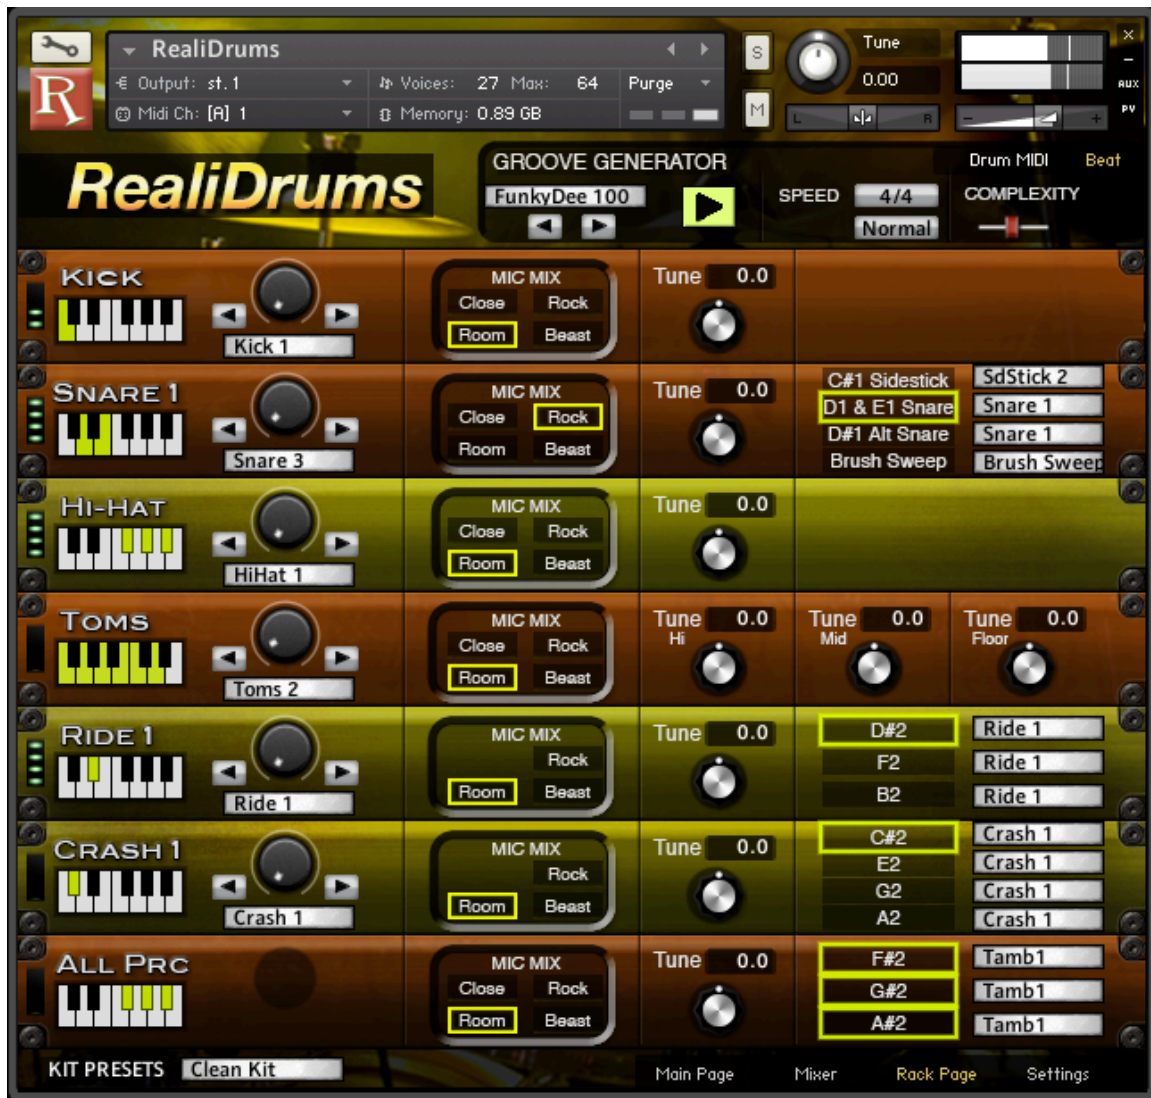 RealiDrums
S
Tune
×
Output: st. 1
Voices: 27 Max: 64
Purge
0.00
AUX
R
Midi Ch: [A] 1
Memory: 0.89 GB
M
L
R
-
+
PV
RealiDrums
GROOVE GENERATOR
Drum MIDI
Beat
FunkyDee 100
SPEED
4/4
COMPLEXITY
Normal
KICK
MIC MIX
Tune 0.0
Close
Rock
Room
Beast
Kick 1
SNARE 1
MIC MIX
Tune 0.0
C#1 Sidestick
SdStick 2
Close
Rock
D1 & E1 Snare
Snare 1
Room
Beast
D#1 Alt Snare
Snare 1
Snare 3
Brush Sweep
Brush Sweep
HI-HAT
MIC MIX
Tune 0.0
Close
Rock
Room
Beast
HiHat 1
TOMS
MIC MIX
Tune 0.0
Hi
Tune 0.0
Mid
Tune 0.0
Floor
Close
Rock
Room
Beast
Toms 2
RIDE 1
MIC MIX
Tune 0.0
D#2
Ride 1
Rock
F2
Ride 1
Room
Beast
B2
Ride 1
Ride 1
CRASH 1
MIC MIX
Tune 0.0
C#2
Crash 1
Rock
E2
Crash 1
Room
Beast
G2
Crash 1
Crash 1
A2
Crash 1
ALL PRC
MIC MIX
Tune 0.0
F#2
Tamb1
Close
Rock
G#2
Tamb1
Room
Beast
A#2
Tamb1
KIT PRESETS
Clean Kit
Main Page
Mixer
Rack Page
Settings